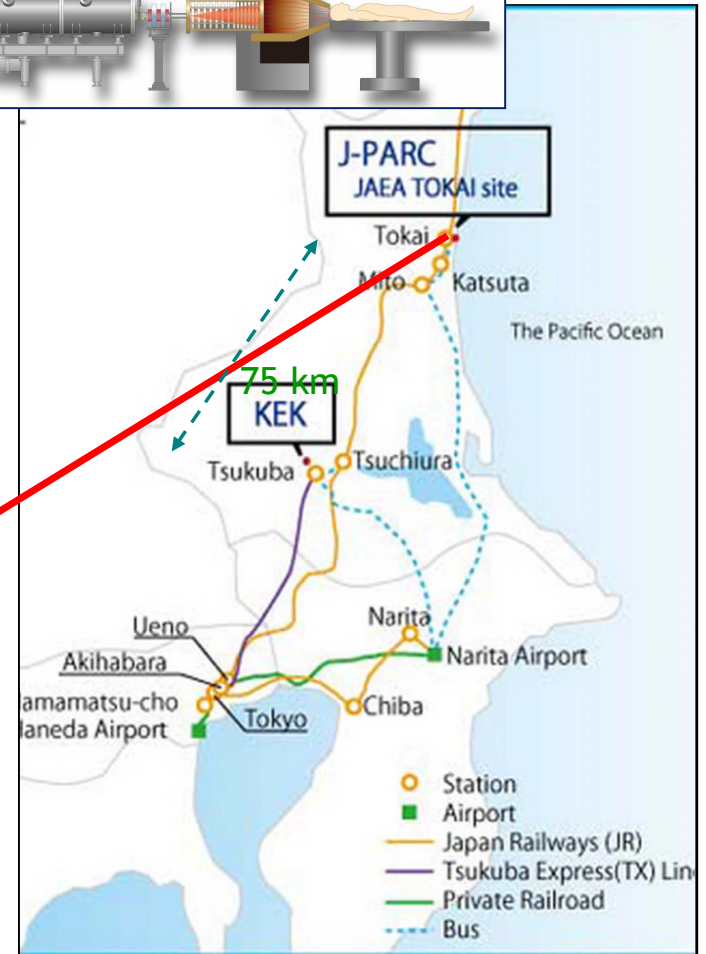 J-PARC
JAEA TOKAI site
Tokai
Mito
Katsuta
The Pacific Ocean
75 km
KEK
Tsukuba
Tsuchiura
Ueno
Narita
Akihabara
Narita Airport
amamatsu-cho
Chiba
Tokyo
aneda Airport
Station
Airport
Japan Railways (JR)
Tsukuba Express(TX) Lin
Private Railroad
Bus